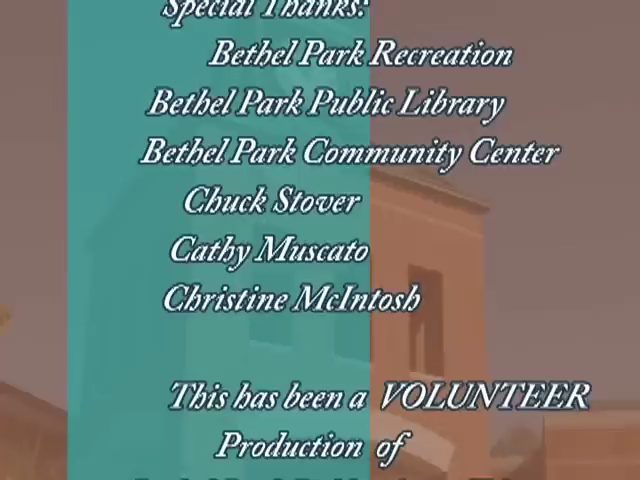 Special Thanks:
Bethel Park Recreation
Bethel Park Public Library
Bethel Park Community Center
Chuck Stover
Cathy Muscato
Christine McIntosh
This has been a VOLUNTEER
Production of